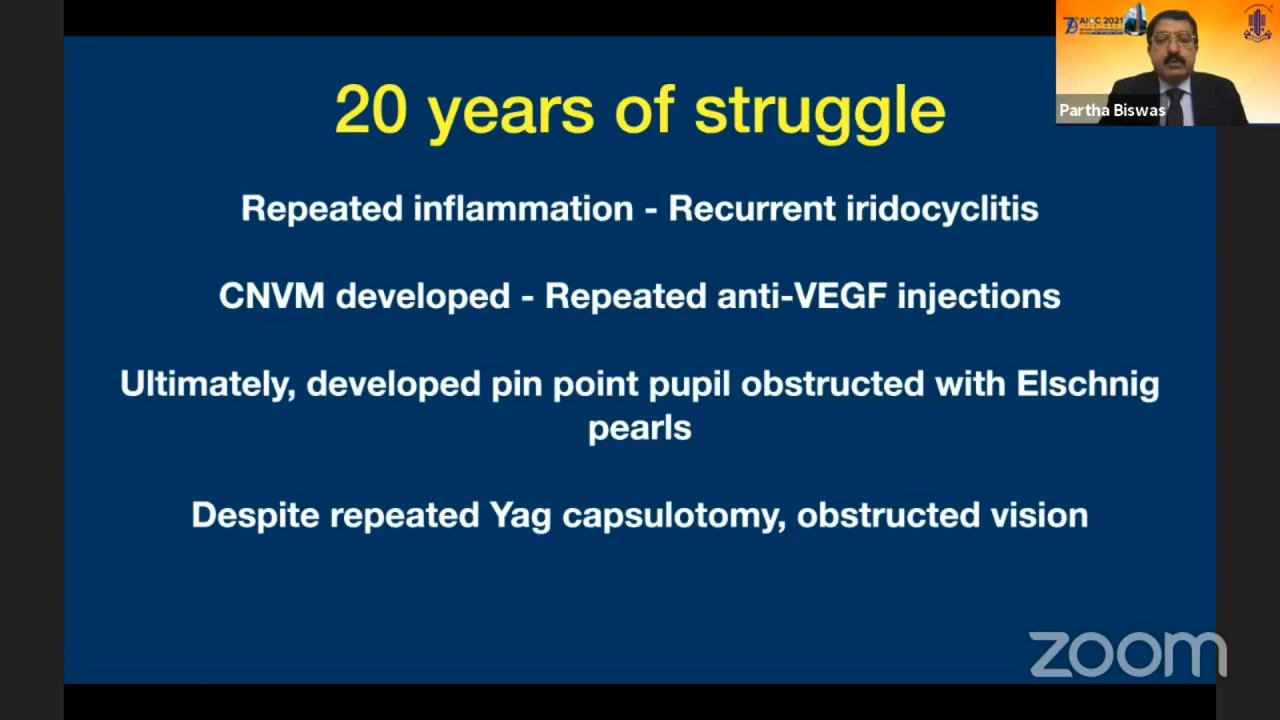 20 years of struggle
Repeated inflammation - Recurrent iridocyclitis
CNVM developed - Repeated anti-VEGF injections
Ultimately, developed pin point pupil obstructed with Elschnig
pearls
Despite repeated Yag capsulotomy, obstructed vision
AIOC 2021
Partha Biswas
zoom